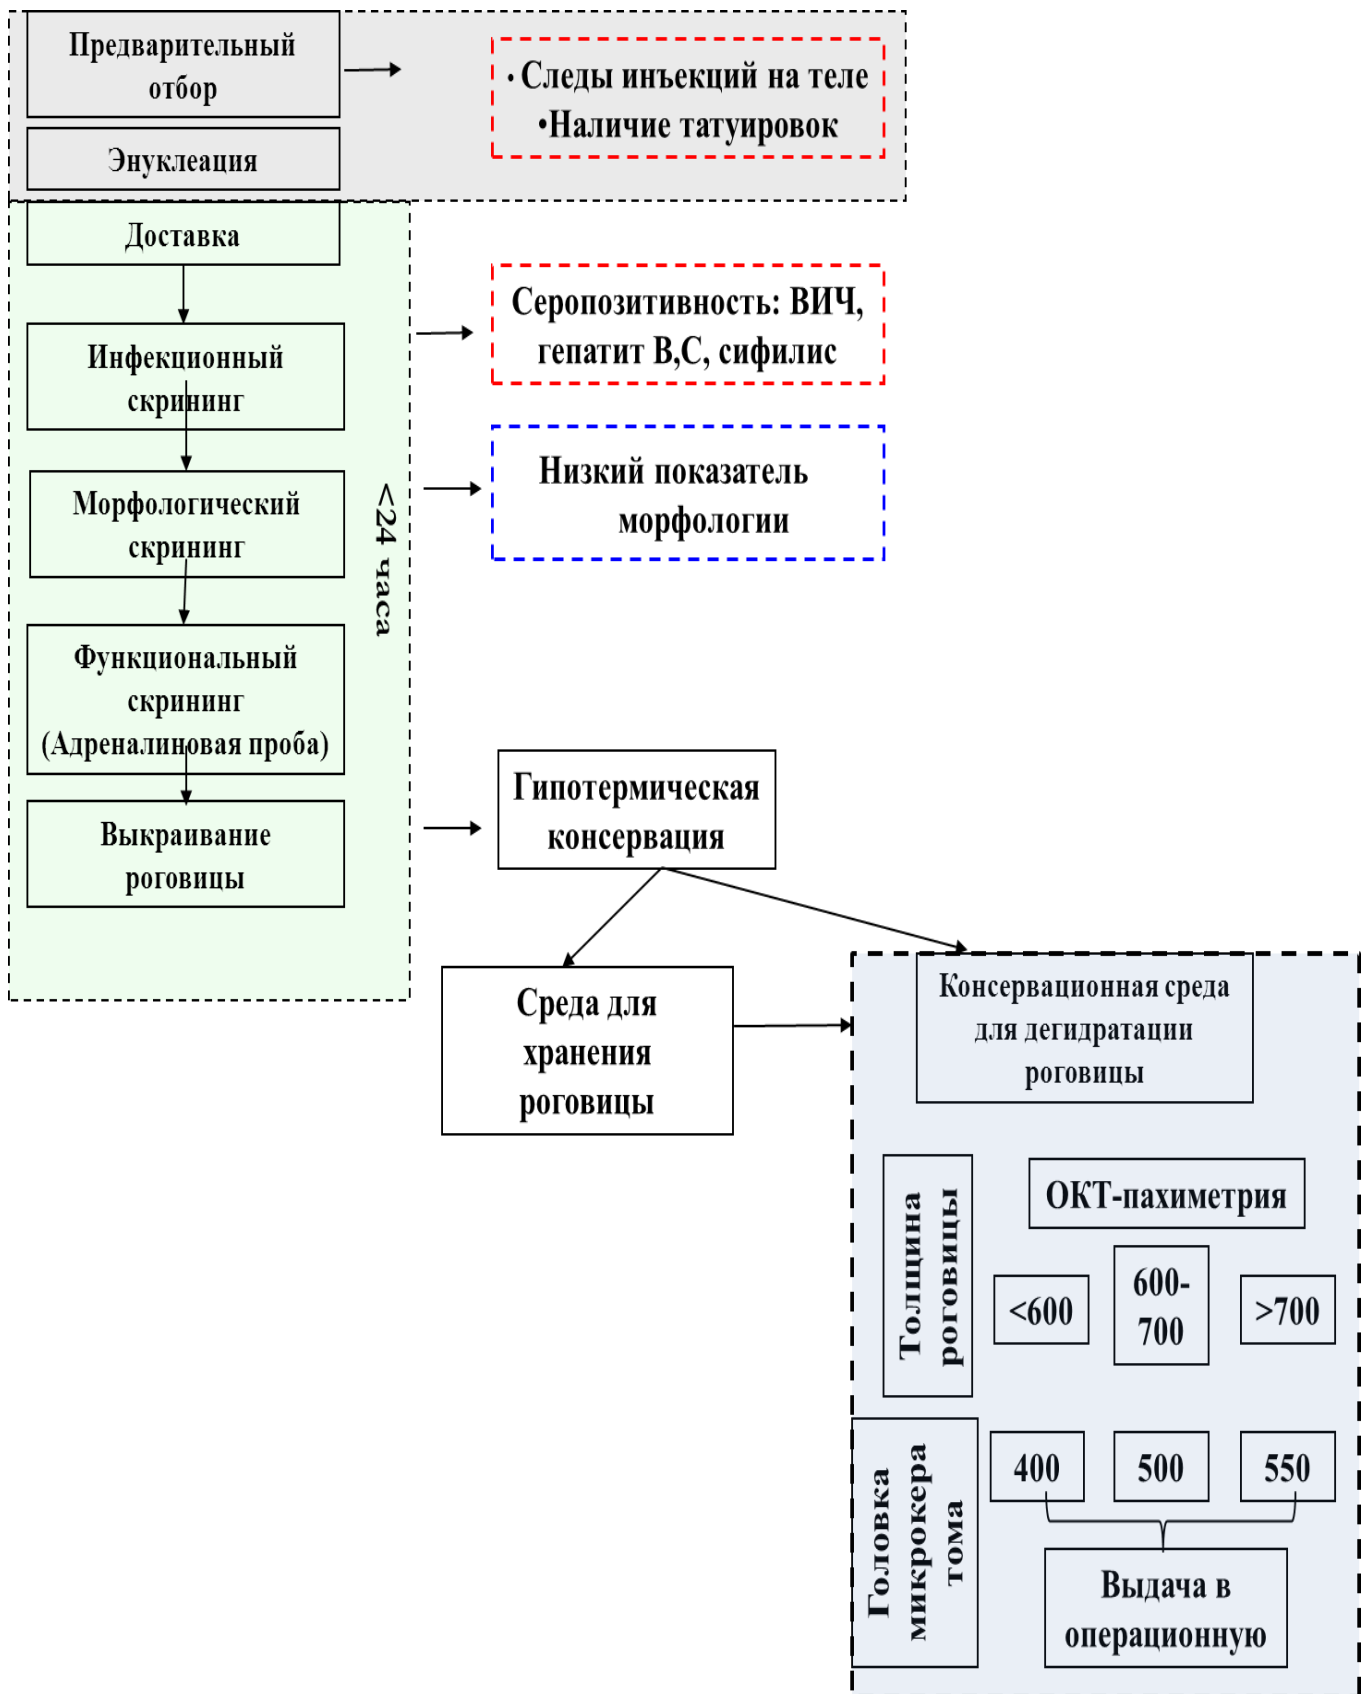 Предварительный
отбор
· Следы инъекций на теле
•Наличие татуировок
Энуклеация
Доставка
Инфекционный
скрининг
Серопозитивность: ВИЧ,
гепатит В,С, сифилис
Морфологический
скрининг
Низкий показатель
морфологии
<24 часа
Функциональный
скрининг
(Адреналиновая проба)
Выкраивание
роговицы
Гипотермическая
консервация
Среда для
хранения
роговицы
Консервационная среда
для дегидратации
роговицы
Толщина
роговицы
ОКТ-пахиметрия
<600
600-
700
>700
Головка
микрокера
тома
400
500
550
Выдача в
операционную